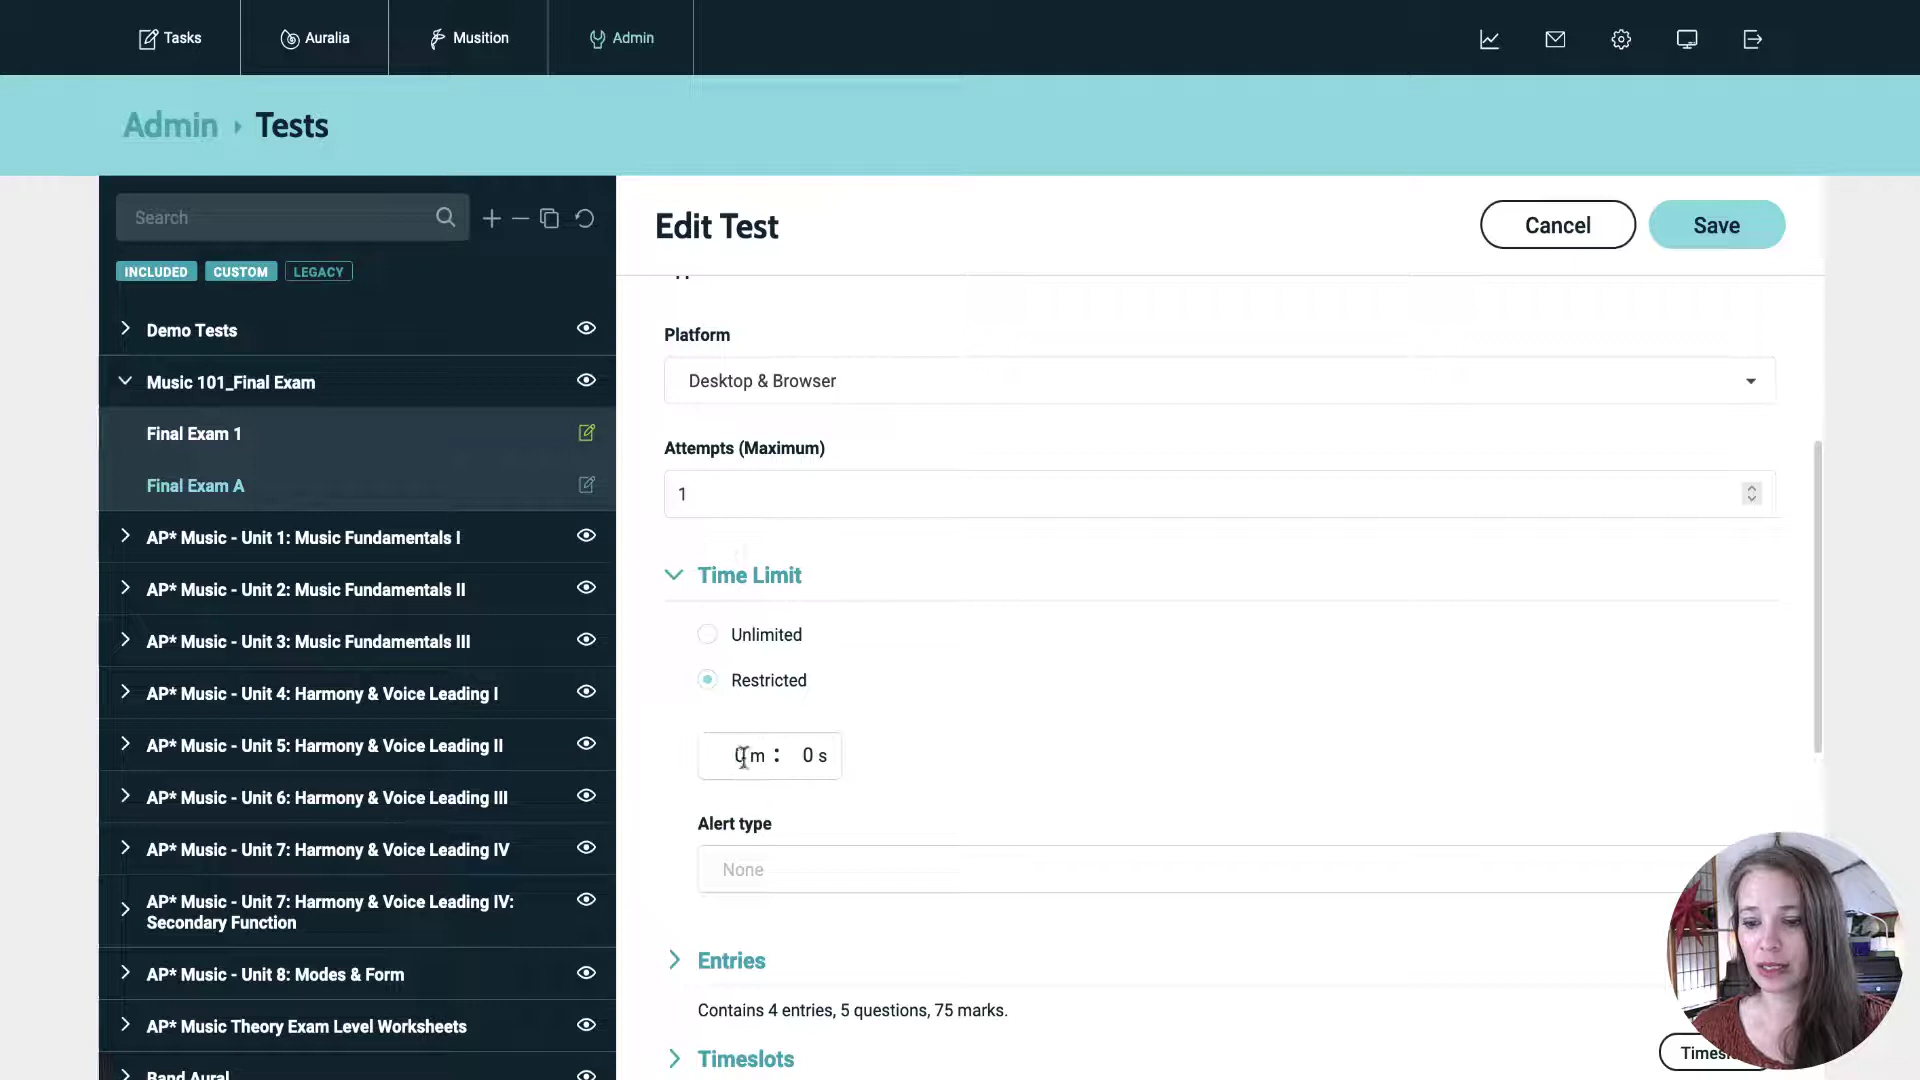 Tasks
Auralia
Musition
Admin
Admin
Tests
Search
INCLUDED
CUSTOM
LEGACY
Demo Tests
Music 101_Final Exam
Final Exam 1
Final Exam A
AP* Music - Unit 1: Music Fundamentals I
AP* Music - Unit 2: Music Fundamentals II
AP* Music - Unit 3: Music Fundamentals III
AP* Music - Unit 4: Harmony & Voice Leading I
AP* Music - Unit 5: Harmony & Voice Leading II
AP* Music - Unit 6: Harmony & Voice Leading III
AP* Music - Unit 7: Harmony & Voice Leading IV
AP* Music - Unit 7: Harmony & Voice Leading IV:
Secondary Function
AP* Music - Unit 8: Modes & Form
AP* Music Theory Exam Level Worksheets
Band Aural
Edit Test
Cancel
Save
Platform
Desktop & Browser
Attempts (Maximum)
1
Time Limit
Unlimited
Restricted
0 m : 0 s
Alert type
None
Entries
Contains 4 entries, 5 questions, 75 marks.
Timeslots